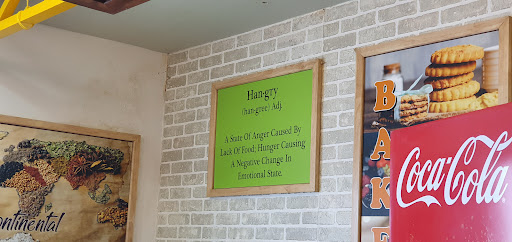 Han-gry
(han-gree) Adj.
A State Of Anger Caused By
Lack Of Food; Hunger Causing
A Negative Change In
Emotional State.
ntinental
B
A
K
E
Coca-Cola